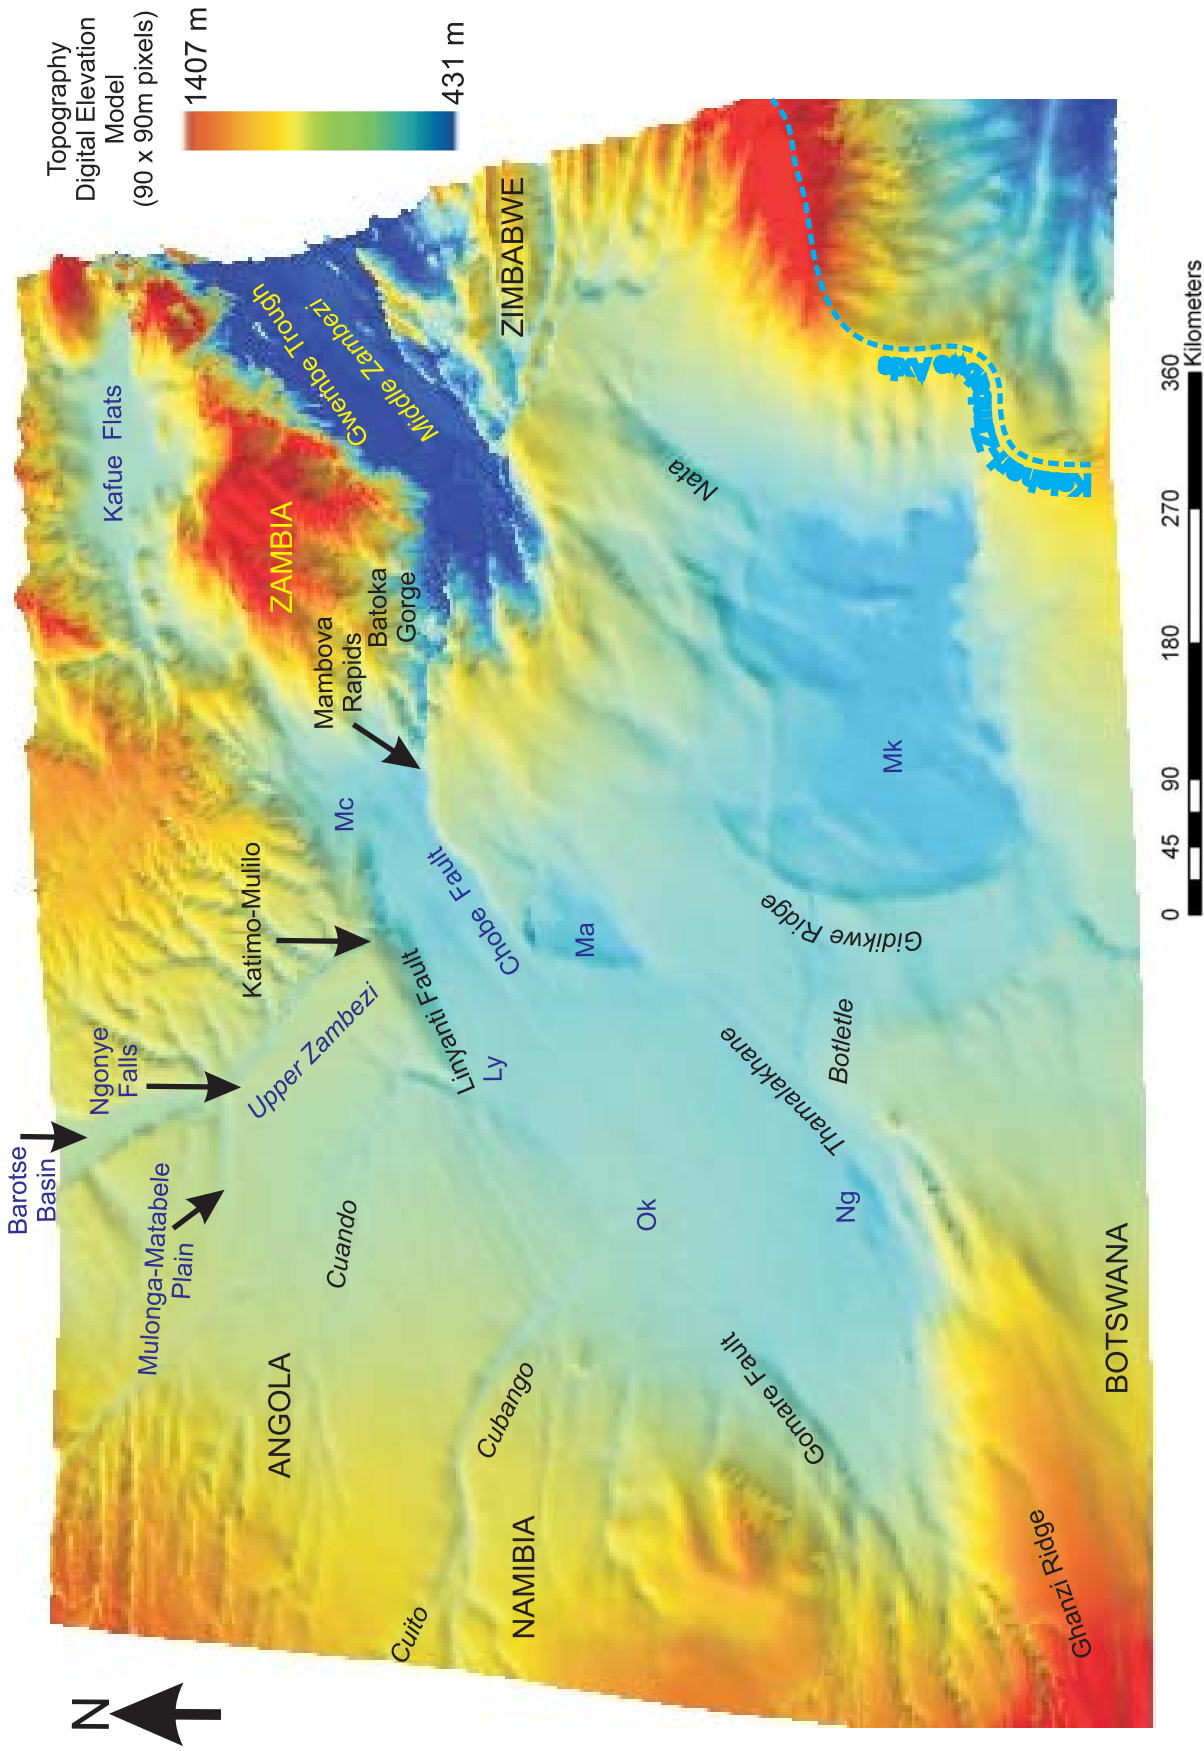 N
Barotse
Basin
Ngonye
Falls
Mulonga-Matabele
Plain
Topography
Digital Elevation
Model
(90 x 90m pixels)
1407 m
431 m
Kafue Flats
Katimo-Mulilo
Upper Zambezi
ANGOLA
ZAMBIA
Gwembe Trough
Middle Zambezi
Mambova
Rapids
Batoka
Gorge
Cuando
Mc
Cuito
Linyanti Fault
Chobe Fault
Ly
Cubango
NAMIBIA
ZIMBABWE
Ma
Ok
Nata
Gomare Fault
Thamalakhane
Gidikwe Ridge
Botletle
Ng
Mk
Ghanzi Ridge
BOTSWANA
0
45
90
180
270
360
Kilometers